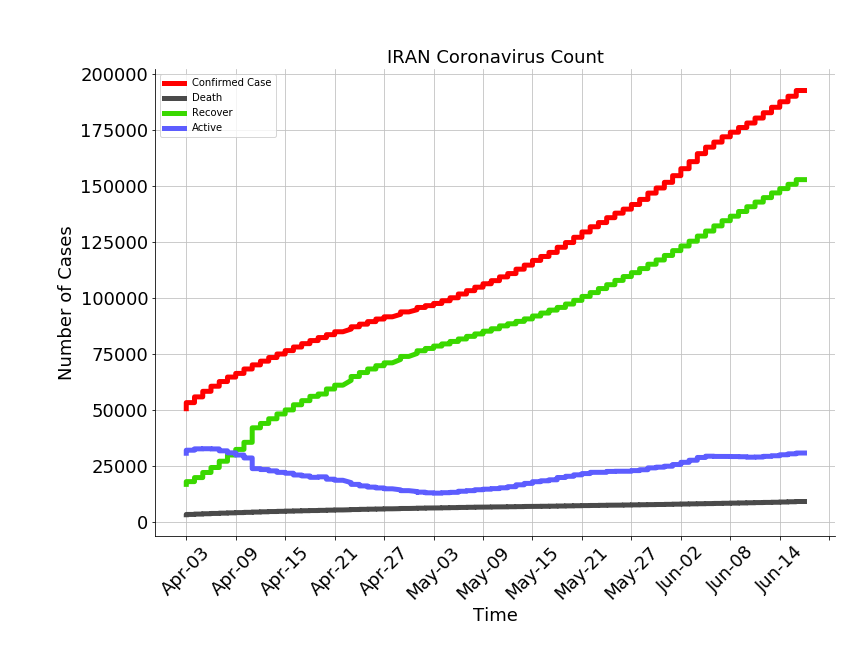 IRAN Coronavirus Count
Confirmed Case
Death
Recover
Active
200000
175000
150000
125000
100000
75000
50000
25000
0
Number of Cases
Apr-03
Apr-09
Apr-15
Apr-21
Apr-27
May-03
May-09
May-15
May-21
May-27
Jun-02
Jun-08
Jun-14
Time